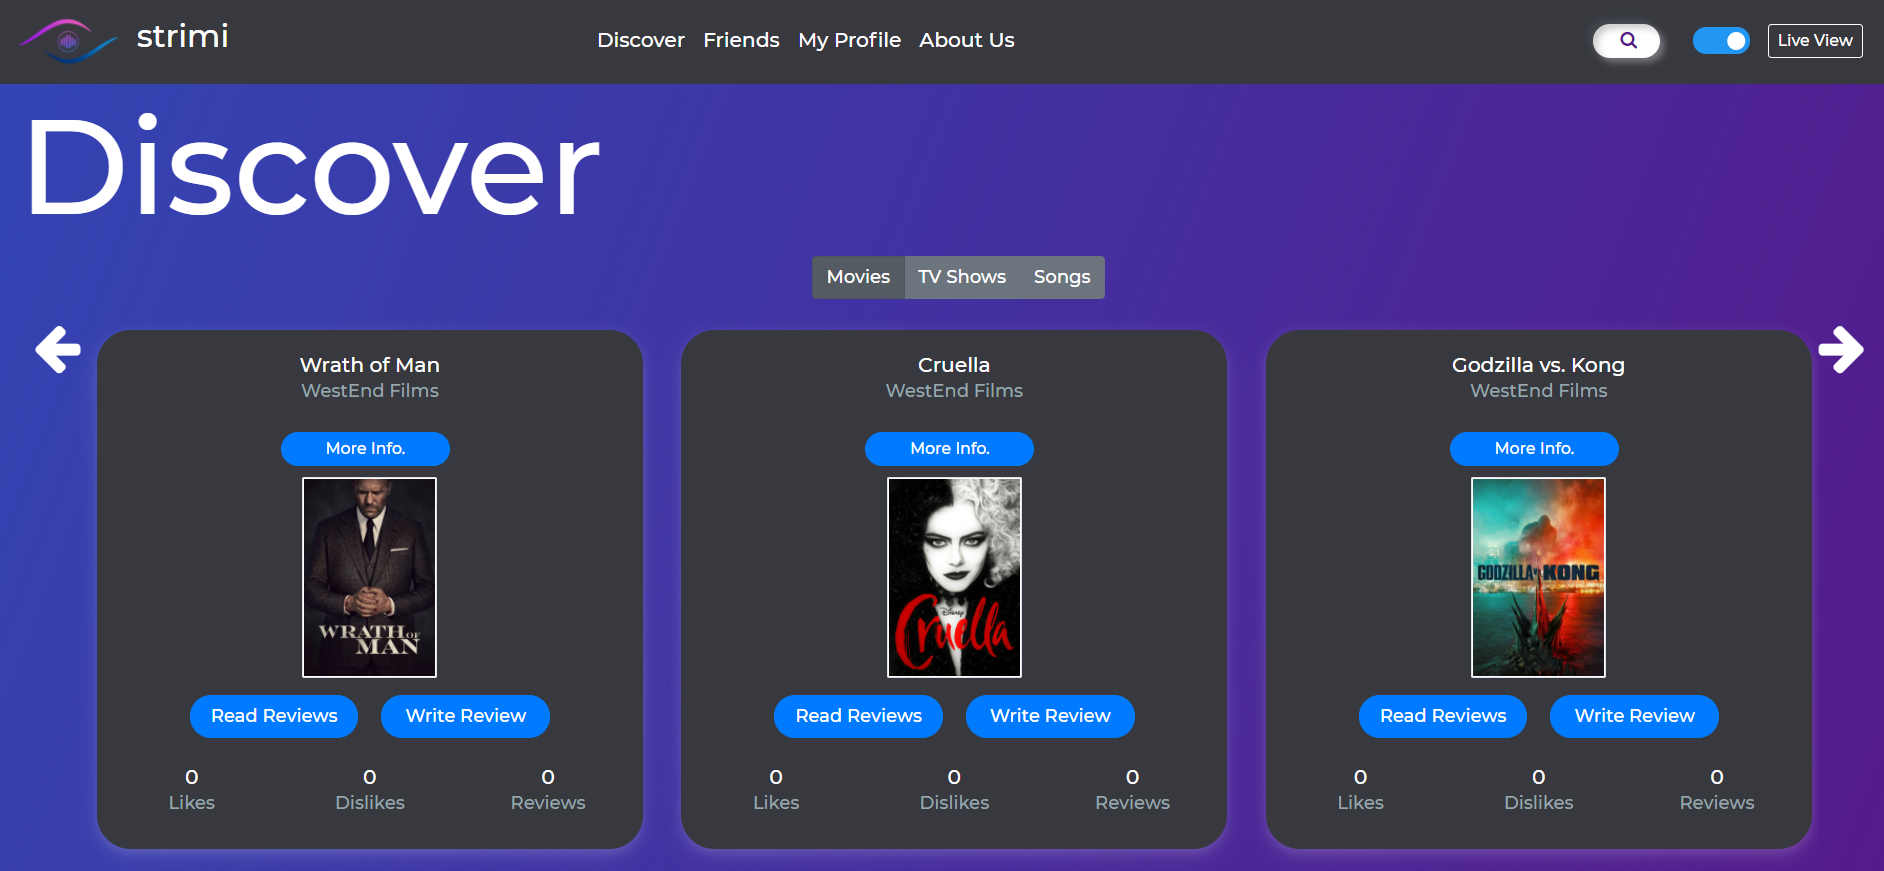 strimi
Discover Friends My Profile About Us
Live View
Discover
Movies TV Shows Songs
Wrath of Man
WestEnd Films
More Info.
WRATH OF
MAN
Read Reviews Write Review
0 0 0
Likes Dislikes Reviews
Cruella
WestEnd Films
More Info.
Disney
Cruella
Read Reviews Write Review
0 0 0
Likes Dislikes Reviews
Godzilla vs. Kong
WestEnd Films
More Info.
GODZILLA VS. KONG
Read Reviews Write Review
0 0 0
Likes Dislikes Reviews